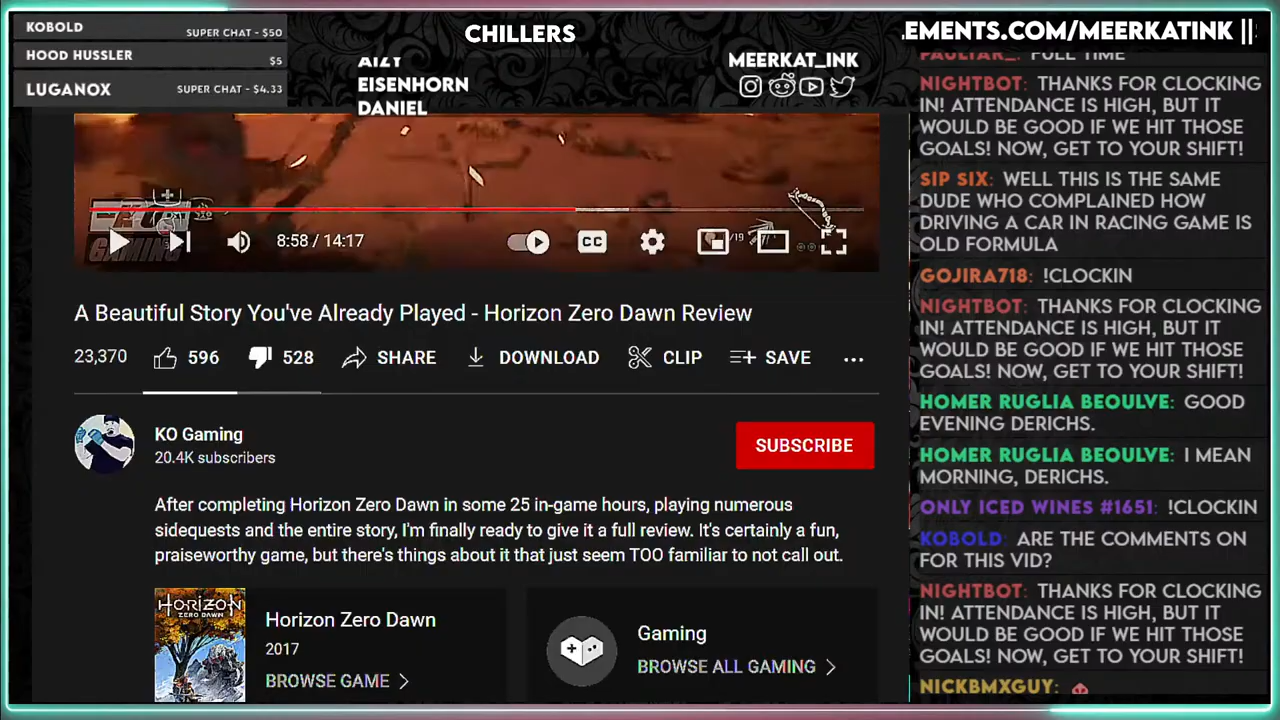 KOBOLD SUPER CHAT - $50
HOOD HUSSLER $5
LUGANOX SUPER CHAT - $4.33
CHILLERS
AIZY
EISENHORN
DANIEL
MEERKAT_INK
EMENTS.COM/MEERKATINK ||
GAMING
8:58 / 14:17
CC
A Beautiful Story You've Already Played - Horizon Zero Dawn Review
23,370 596 528 SHARE DOWNLOAD CLIP SAVE ...
KO Gaming
20.4K subscribers
SUBSCRIBE
After completing Horizon Zero Dawn in some 25 in-game hours, playing numerous
sidequests and the entire story, I'm finally ready to give it a full review. It's certainly a fun,
praiseworthy game, but there's things about it that just seem TOO familiar to not call out.
HORIZON
ZERO DAWN
Horizon Zero Dawn
2017
BROWSE GAME
Gaming
BROWSE ALL GAMING
PAULTAR_: FULL TIME
NIGHTBOT: THANKS FOR CLOCKING
IN! ATTENDANCE IS HIGH, BUT IT
WOULD BE GOOD IF WE HIT THOSE
GOALS! NOW, GET TO YOUR SHIFT!
SIP SIX: WELL THIS IS THE SAME
DUDE WHO COMPLAINED HOW
DRIVING A CAR IN RACING GAME IS
OLD FORMULA
GOJIRA718: !CLOCKIN
NIGHTBOT: THANKS FOR CLOCKING
IN! ATTENDANCE IS HIGH, BUT IT
WOULD BE GOOD IF WE HIT THOSE
GOALS! NOW, GET TO YOUR SHIFT!
HOMER RUGLIA BEOULVE: GOOD
EVENING DERICHS.
HOMER RUGLIA BEOULVE: I MEAN
MORNING, DERICHS.
ONLY ICED WINES #1651: !CLOCKIN
KOBOLD: ARE THE COMMENTS ON
FOR THIS VID?
NIGHTBOT: THANKS FOR CLOCKING
IN! ATTENDANCE IS HIGH, BUT IT
WOULD BE GOOD IF WE HIT THOSE
GOALS! NOW, GET TO YOUR SHIFT!
NICKBMXGUY: